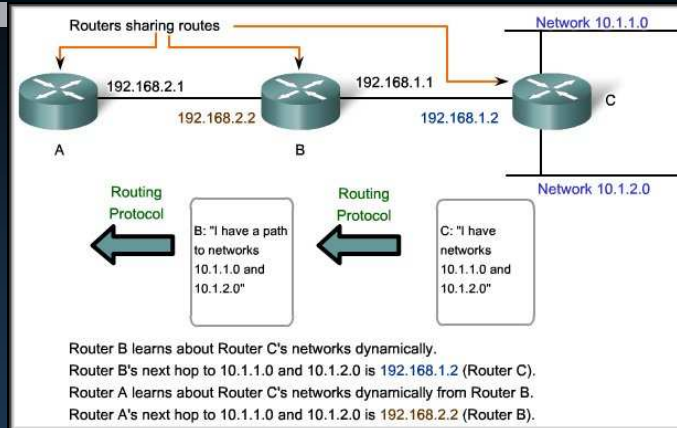 Routers sharing routes
Network 10.1.1.0
192.168.2.1
192.168.1.1
192.168.2.2
192.168.1.2
A
B
C
Network 10.1.2.0
Routing
Protocol
B: "I have a path
to networks
10.1.1.0 and
10.1.2.0"
Routing
Protocol
C: "I have
networks
10.1.1.0 and
10.1.2.0"
Router B learns about Router C's networks dynamically.
Router B's next hop to 10.1.1.0 and 10.1.2.0 is 192.168.1.2 (Router C).
Router A learns about Router C's networks dynamically from Router B.
Router A's next hop to 10.1.1.0 and 10.1.2.0 is 192.168.2.2 (Router B).